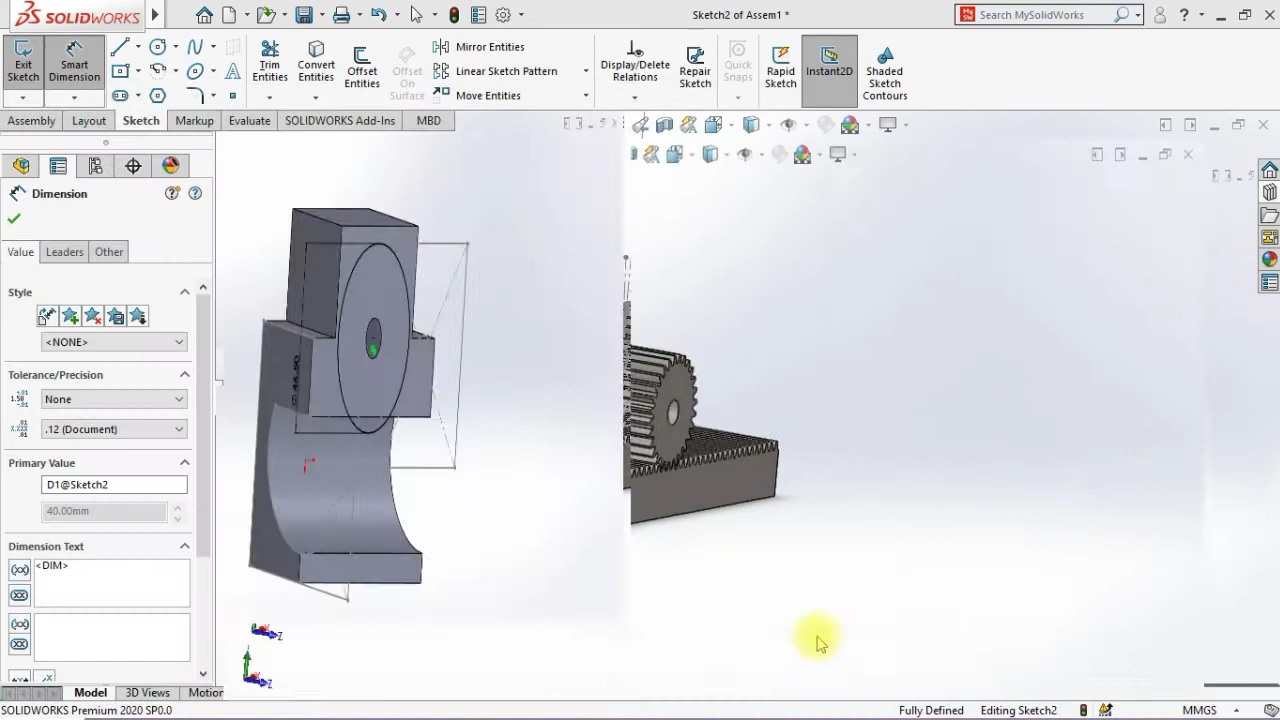 SOLIDWORKS
Sketch2 of Assem1 *
Search MySolidWorks
?
Exit Sketch
Smart Dimension
Trim Entities
Convert Entities
Offset Entities
Offset On Surface
Mirror Entities
Linear Sketch Pattern
Move Entities
Display/Delete Relations
Repair Sketch
Quick Snaps
Rapid Sketch
Instant2D
Shaded Sketch Contours
Assembly
Layout
Sketch
Markup
Evaluate
SOLIDWORKS Add-Ins
MBD
Dimension
Value
Leaders
Other
Style
<NONE>
Tolerance/Precision
None
.12 (Document)
Primary Value
D1@Sketch2
40.00mm
Dimension Text
<DIM>
Z
Z
Model
3D Views
Motion
SOLIDWORKS Premium 2020 SP0.0
Fully Defined
Editing Sketch2
MMGS